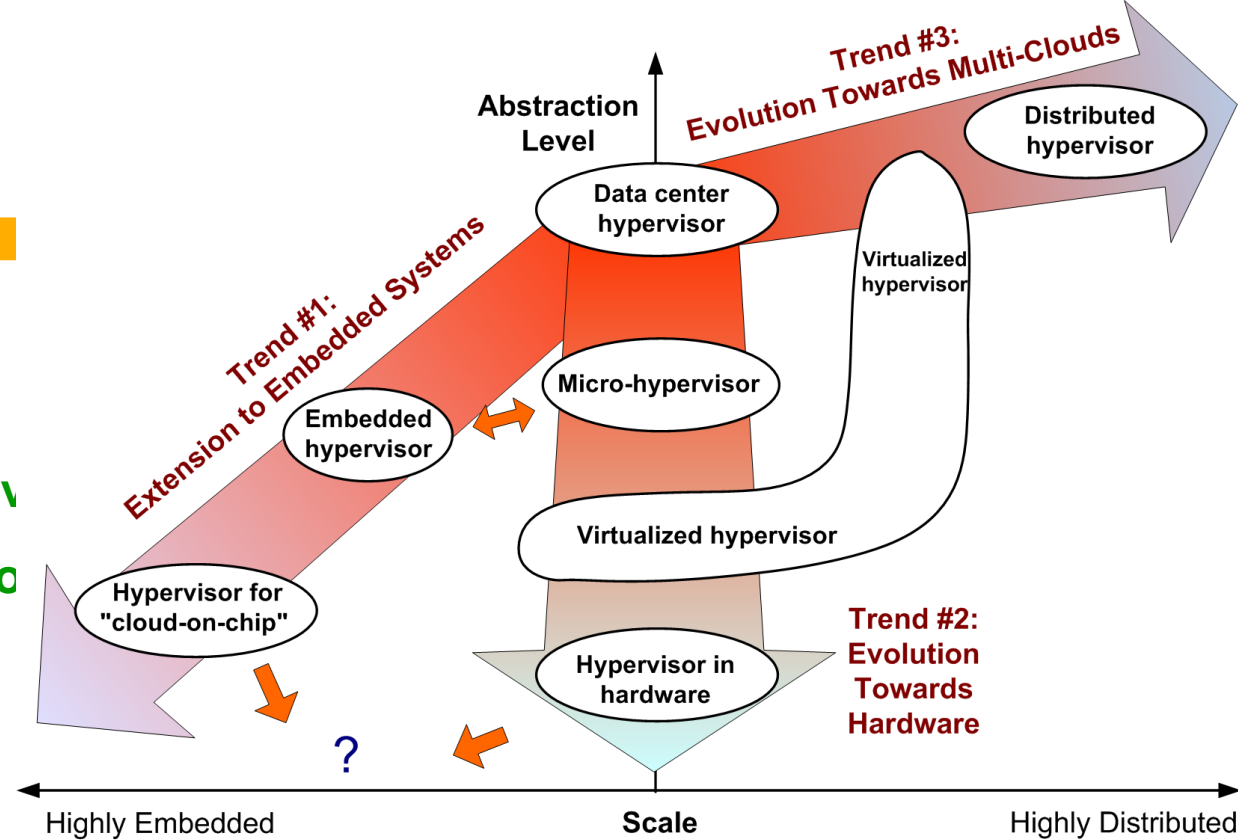 Trend #3:
Evolution Towards Multi-Clouds
Abstraction
Level
Distributed
hypervisor
Data center
hypervisor
Trend #1:
Extension to Embedded Systems
Virtualized
hypervisor
Micro-hypervisor
Embedded
hypervisor
Virtualized hypervisor
Hypervisor for
"cloud-on-chip"
Trend #2:
Evolution
Towards
Hardware
Hypervisor in
hardware
?
Highly Embedded
Scale
Highly Distributed